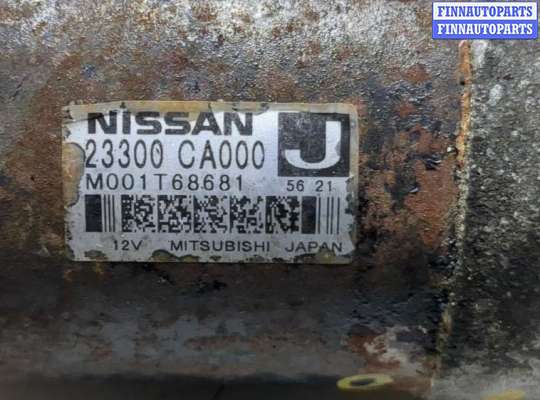 FINNAUTOPARTS
FINNAUTOPARTS
NISSAN
23300 CA000 J
M001T68681 56 21
12V MITSUBISHI JAPAN